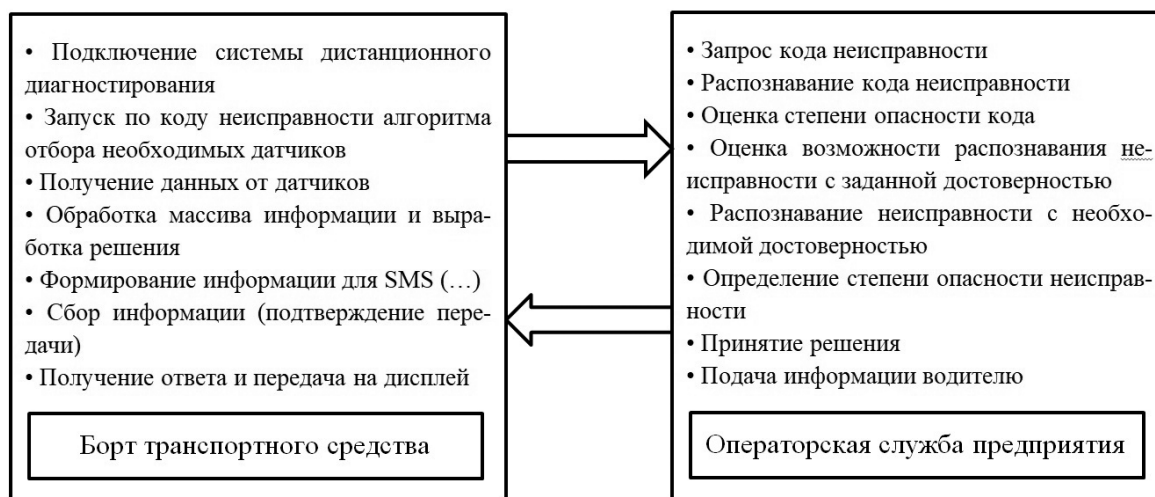 • Подключение системы дистанционного
диагностирования
• Запуск по коду неисправности алгоритма
отбора необходимых датчиков
• Получение данных от датчиков
• Обработка массива информации и выра-
ботка решения
• Формирование информации для SMS (…)
• Сбор информации (подтверждение пере-
дачи)
• Получение ответа и передача на дисплей
Борт транспортного средства
• Запрос кода неисправности
• Распознавание кода неисправности
• Оценка степени опасности кода
• Оценка возможности распознавания не-
исправности с заданной достоверностью
• Распознавание неисправности с необхо-
димой достоверностью
• Определение степени опасности неисправ-
ности
• Принятие решения
• Подача информации водителю
Операторская служба предприятия